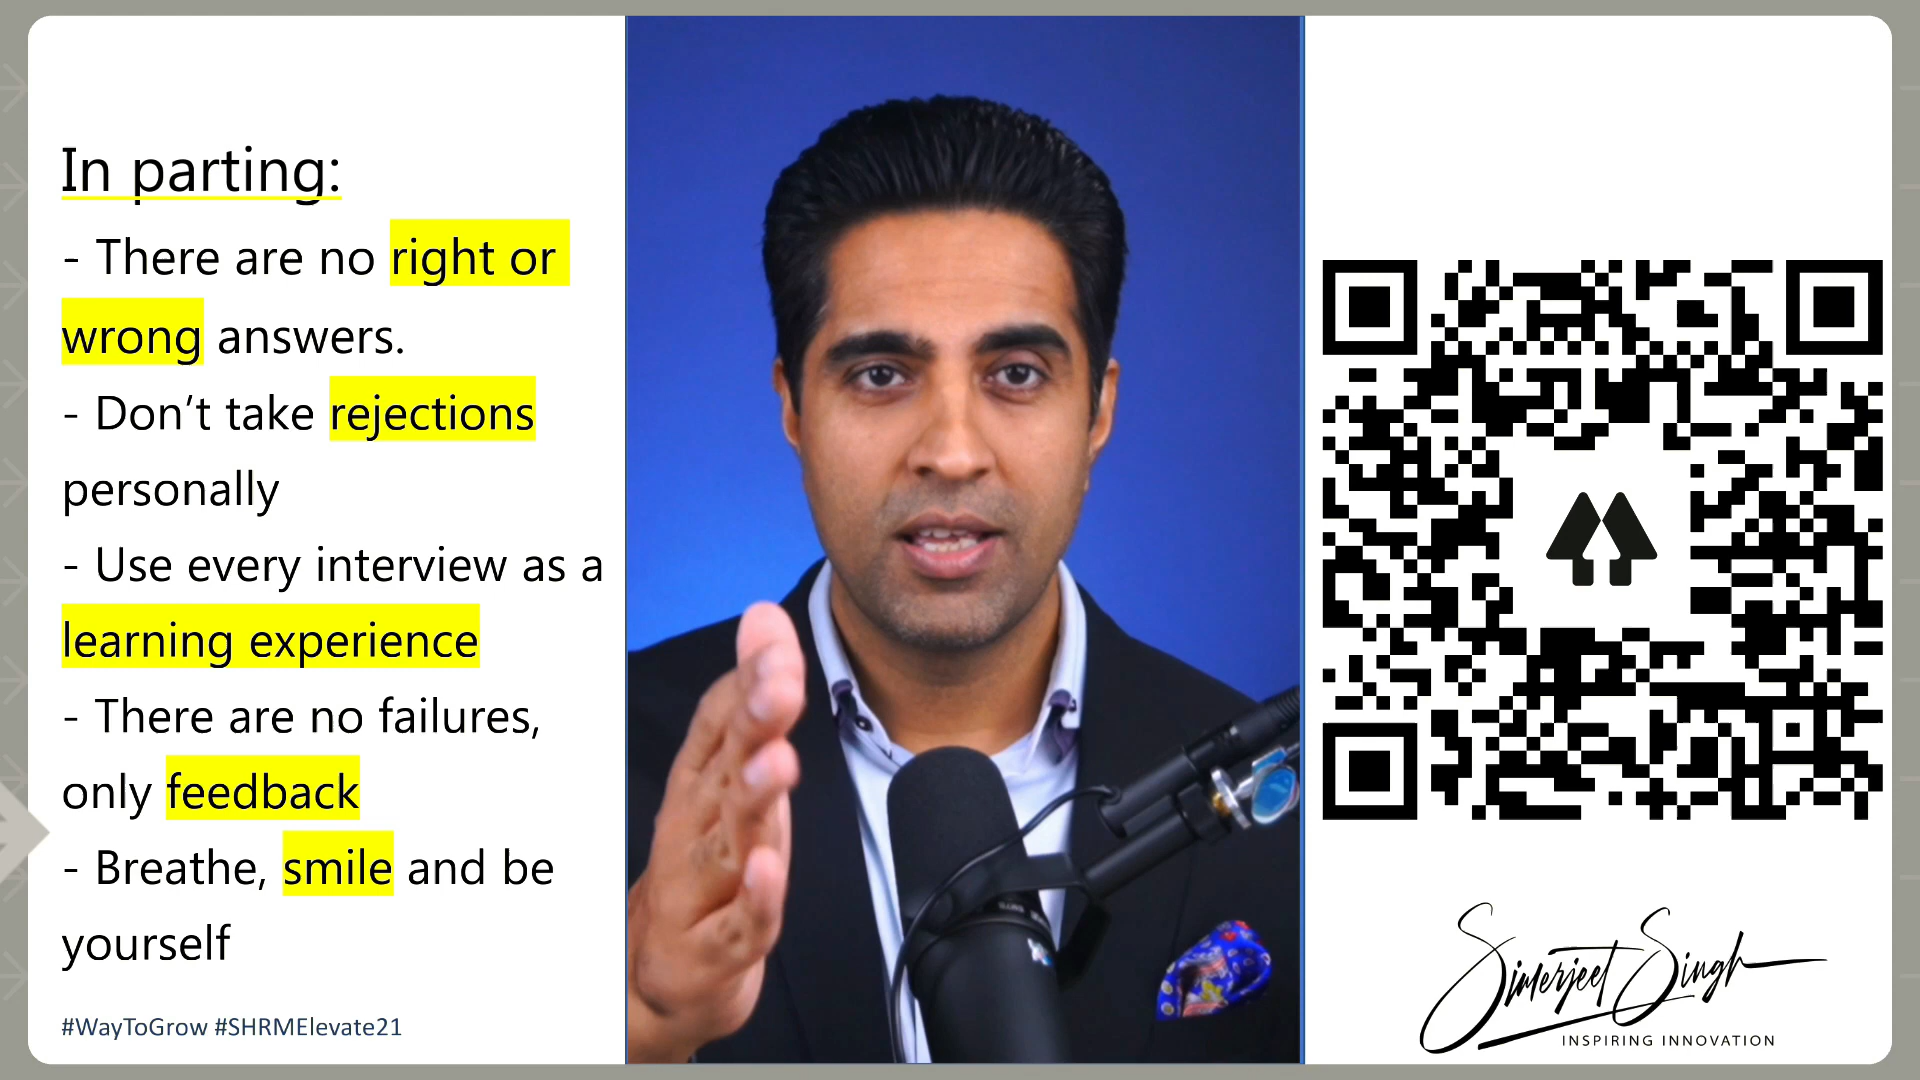 In parting:
- There are no right or
wrong answers.
- Don’t take rejections
personally
- Use every interview as a
learning experience
- There are no failures,
only feedback
- Breathe, smile and be
yourself
#WayToGrow #SHRMElevate21
Simerjeet Singh
INSPIRING INNOVATION